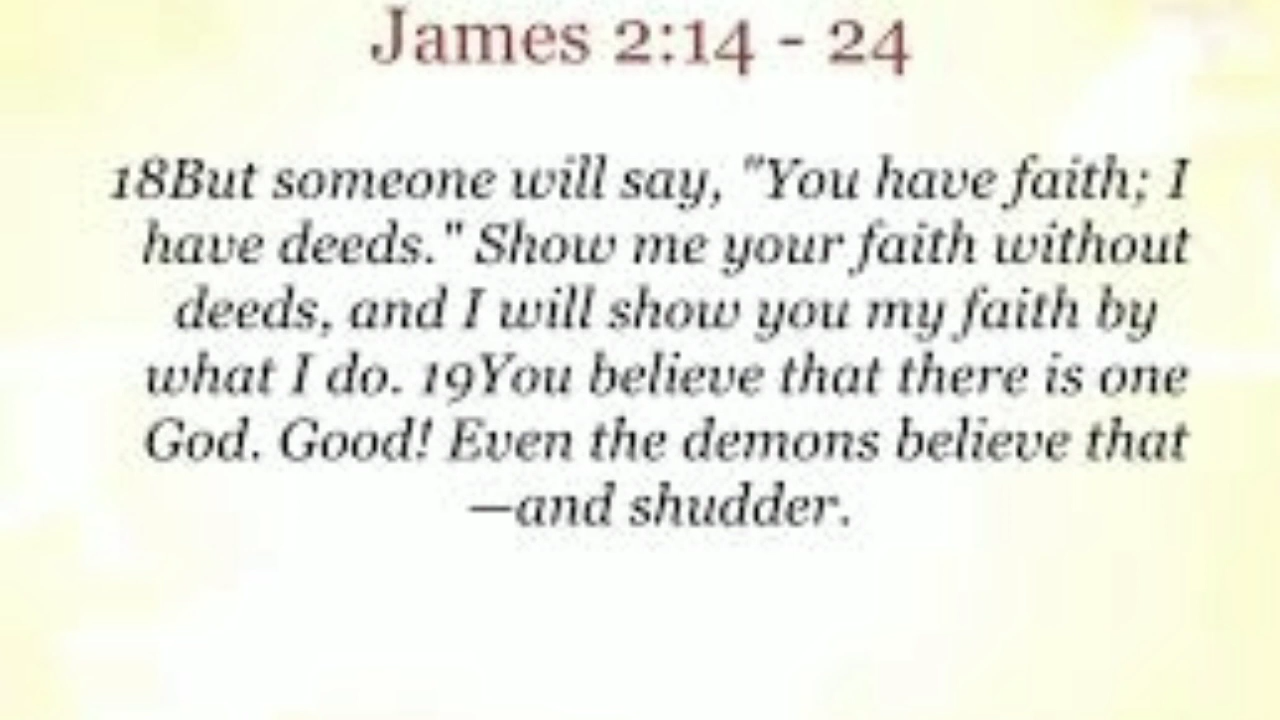 James 2:14 - 24
18But someone will say, "You have faith; I
have deeds." Show me your faith without
deeds, and I will show you my faith by
what I do. 19You believe that there is one
God. Good! Even the demons believe that
—and shudder.